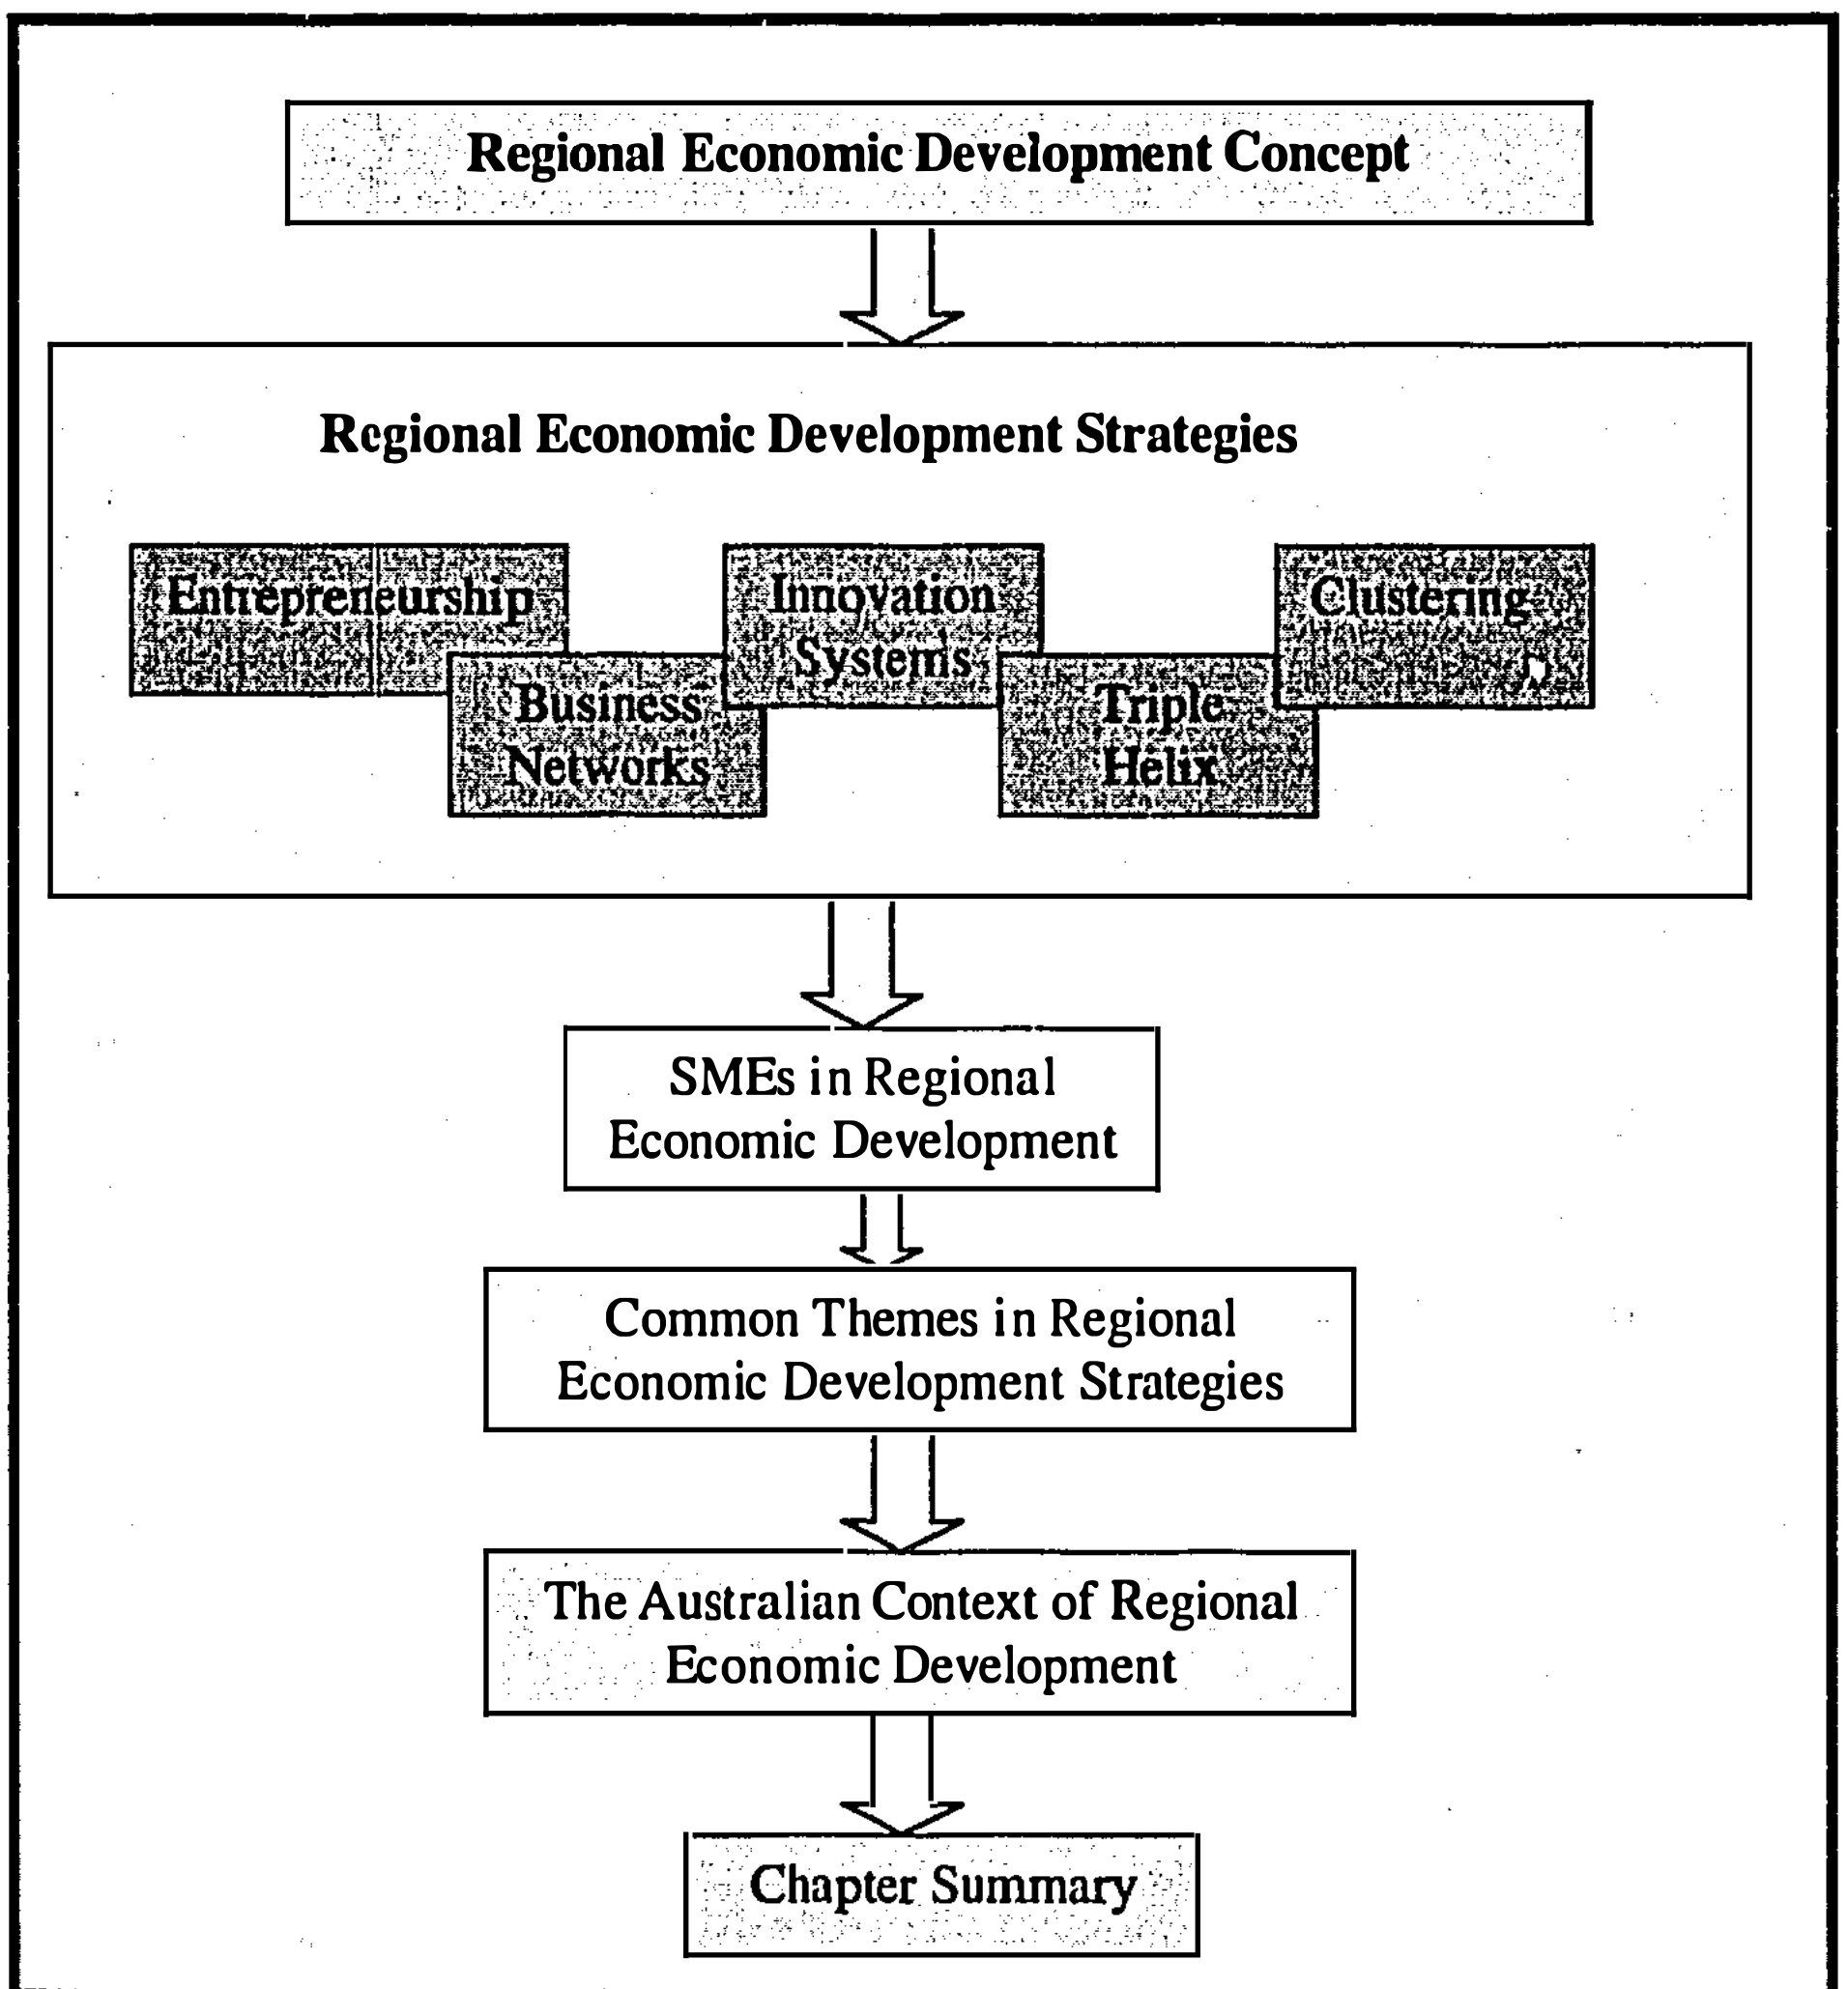 Regional Economic Development Concept
Regional Economic Development Strategies
Entrepreneurship
Business
Networks
Innovation
Systems
Triple
Helix
Clustering
SMEs in Regional
Economic Development
Common Themes in Regional
Economic Development Strategies
The Australian Context of Regional
Economic Development
Chapter Summary